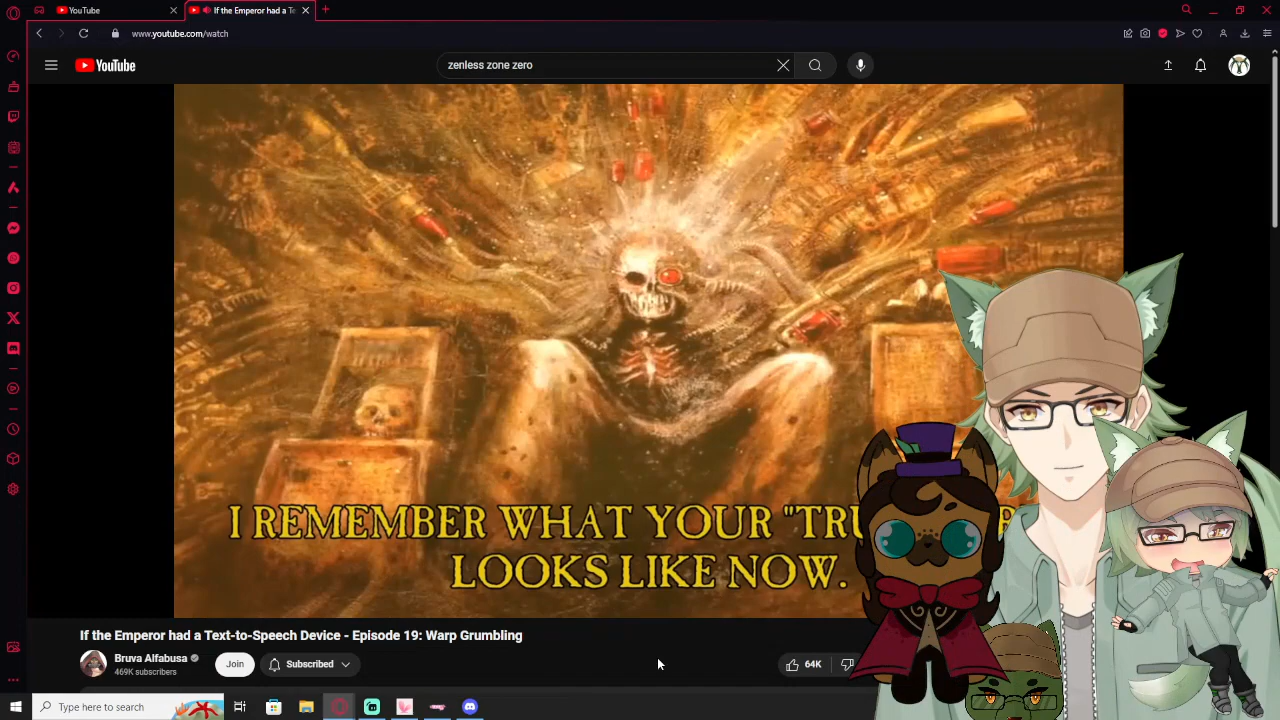 YouTube
If the Emperor had a Te
www.youtube.com/watch
YouTube
zenless zone zero
I REMEMBER WHAT YOUR
LOOKS LIKE NOW.
If the Emperor had a Text-to-Speech Device - Episode 19: Warp Grumbling
Bruva Alfabusa
469K subscribers
Join
Subscribed
64K
Type here to search